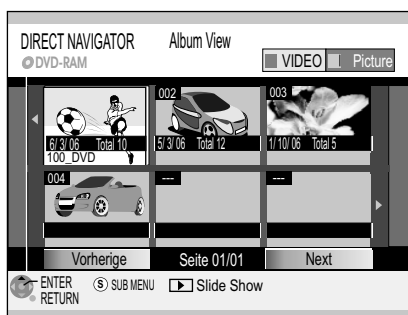 DIRECT NAVIGATOR Album View
DVD-RAM
VIDEO Picture
002 003
6/ 3/ 06 Total 10 5/ 3/ 06 Total 12 1/ 10/ 06 Total 5
100_DVD
004 --- ---
Vorherige Seite 01/01 Next
ENTER S SUB MENU Slide Show
RETURN